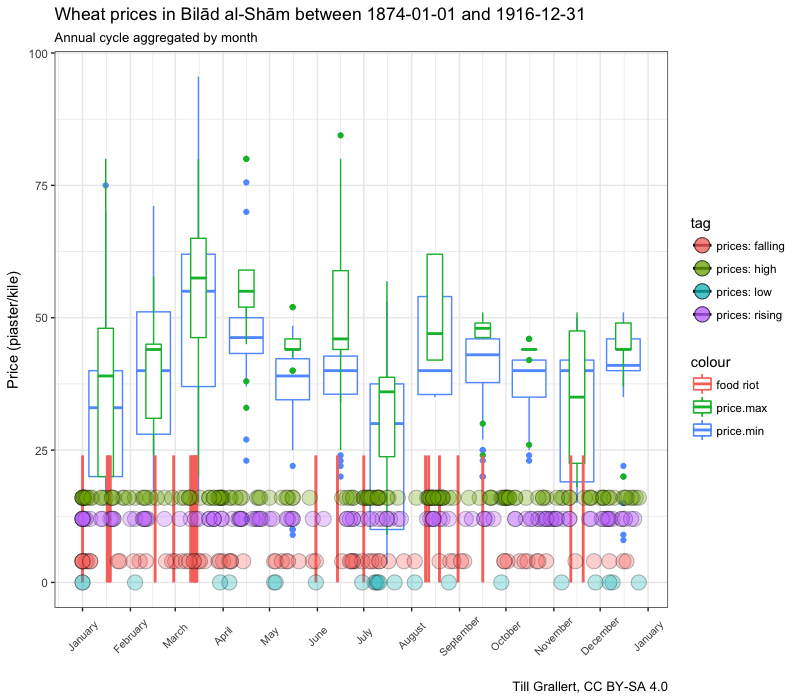 Wheat prices in Bilād al-Shām between 1874-01-01 and 1916-12-31
Annual cycle aggregated by month
Price (piaster/kile)
100
75
50
25
0
January
February
March
April
May
June
July
August
September
October
November
December
January
tag
prices: falling
prices: high
prices: low
prices: rising
colour
food riot
price.max
price.min
Till Grallert, CC BY-SA 4.0